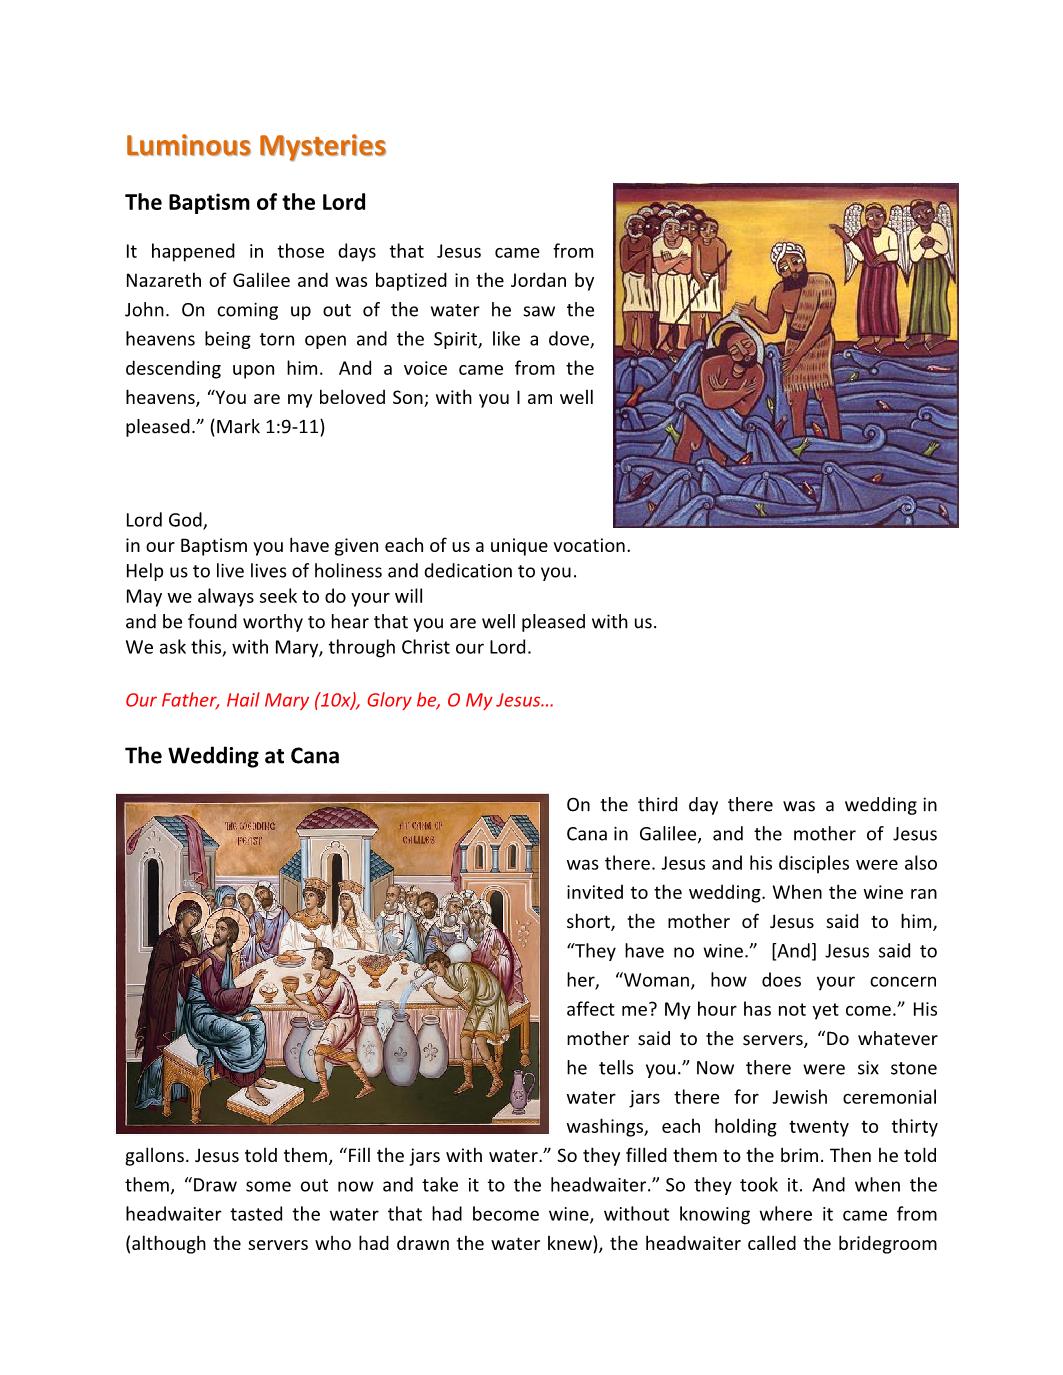 Luminous Mysteries
The Baptism of the Lord
It happened in those days that Jesus came from
Nazareth of Galilee and was baptized in the Jordan by
John. On coming up out of the water he saw the
heavens being torn open and the Spirit, like a dove,
descending upon him. And a voice came from the
heavens, “You are my beloved Son; with you I am well
pleased.” (Mark 1:9-11)
Lord God,
in our Baptism you have given each of us a unique vocation.
Help us to live lives of holiness and dedication to you.
May we always seek to do your will
and be found worthy to hear that you are well pleased with us.
We ask this, with Mary, through Christ our Lord.
Our Father, Hail Mary (10x), Glory be, O My Jesus…
The Wedding at Cana
THE WEDDING
FEAST
AT CANA OF
GALILEE
On the third day there was a wedding in
Cana in Galilee, and the mother of Jesus
was there. Jesus and his disciples were also
invited to the wedding. When the wine ran
short, the mother of Jesus said to him,
“They have no wine.” [And] Jesus said to
her, “Woman, how does your concern
affect me? My hour has not yet come.” His
mother said to the servers, “Do whatever
he tells you.” Now there were six stone
water jars there for Jewish ceremonial
washings, each holding twenty to thirty
gallons. Jesus told them, “Fill the jars with water.” So they filled them to the brim. Then he told
them, “Draw some out now and take it to the headwaiter.” So they took it. And when the
headwaiter tasted the water that had become wine, without knowing where it came from
(although the servers who had drawn the water knew), the headwaiter called the bridegroom